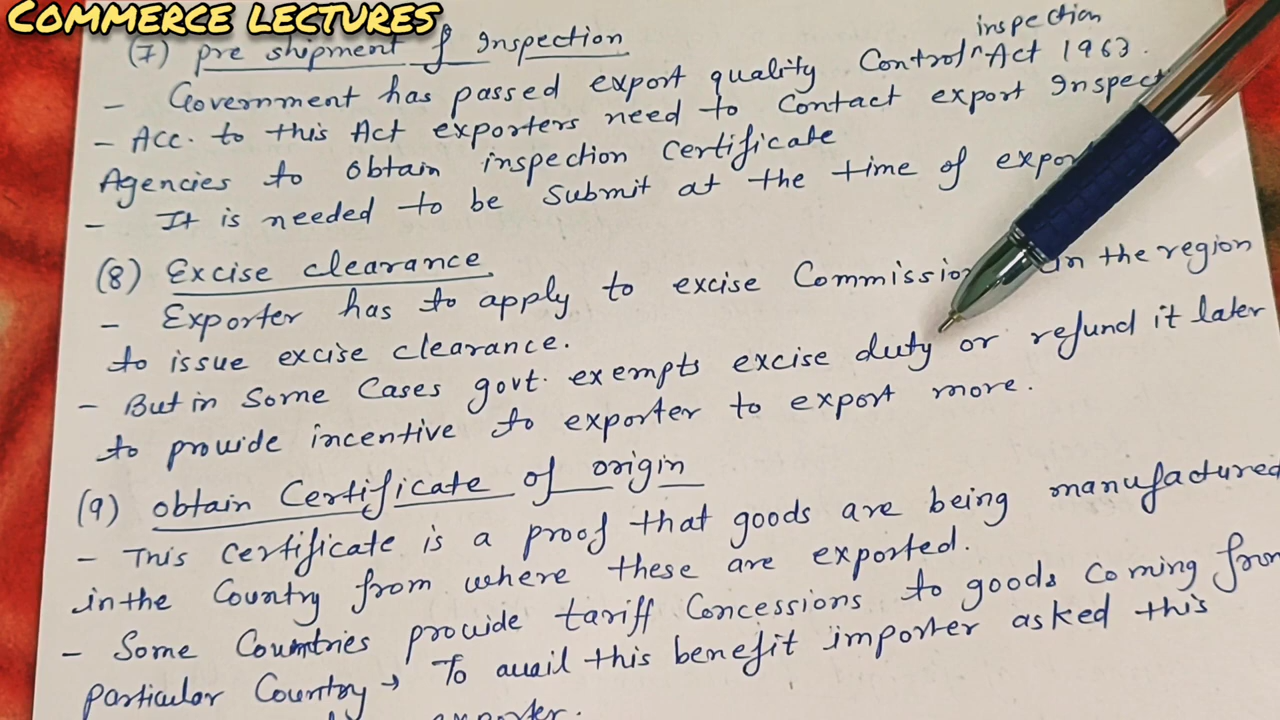 COMMERCE LECTURES
(7) pre shipment & Inspection
- Government has passed export quality Control ^ inspection Act 1963.
- Acc. to this Act exporters need to contact export Inspect
Agencies to obtain inspection certificate
- It is needed to be submit at the time of expor
(8) Excise clearance
- Exporter has to apply to excise Commission in the region
to issue excise clearance.
- But in some cases govt. exempts excise duty or refund it later
to provide incentive to exporter to export more.
(9) obtain Certificate of origin
- This certificate is a proof that goods are being manufactured
in the Country from where these are exported.
- Some Countries provide tariff concessions to goods coming from
particular Country → To avail this benefit importer asked this
exporter.